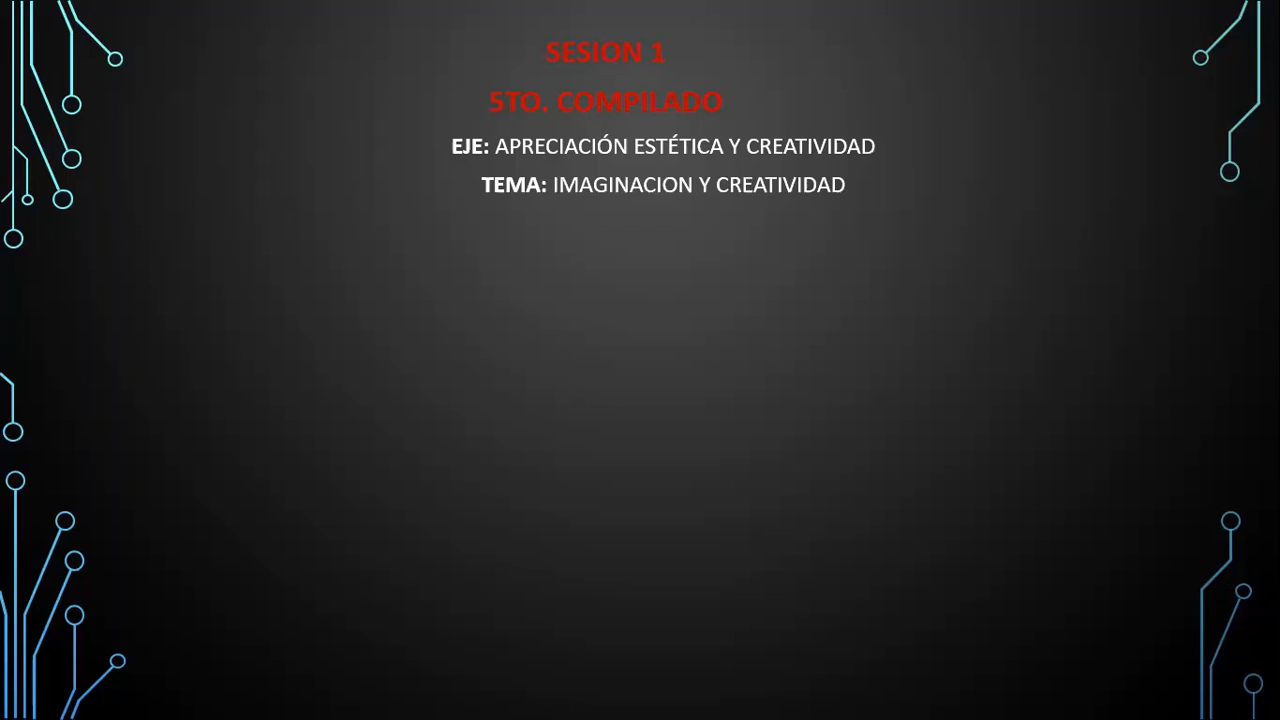 SESION 1
5TO. COMPILADO
EJE: APRECIACIÓN ESTÉTICA Y CREATIVIDAD
TEMA: IMAGINACION Y CREATIVIDAD